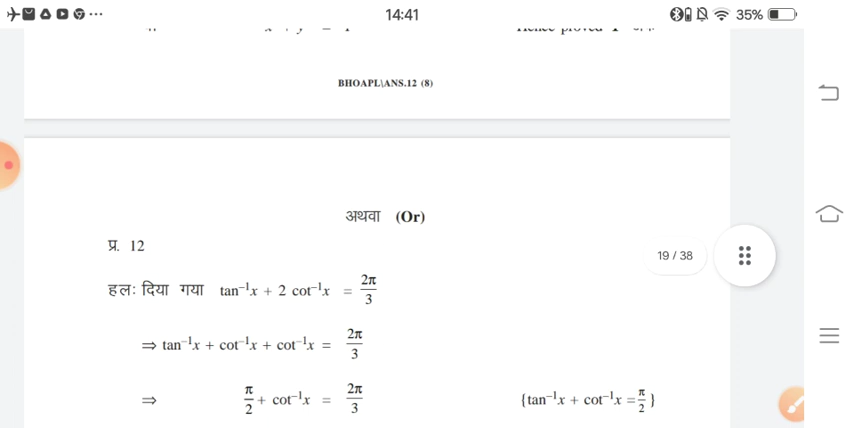 14:41
35%
BHOAPL\ANS.12 (8)
अथवा (Or)
प्र. 12
19 / 38
हल: दिया गया tan⁻¹x + 2 cot⁻¹x = 2π/3
⇒ tan⁻¹x + cot⁻¹x + cot⁻¹x = 2π/3
⇒ π/2 + cot⁻¹x = 2π/3 {tan⁻¹x + cot⁻¹x = π/2}